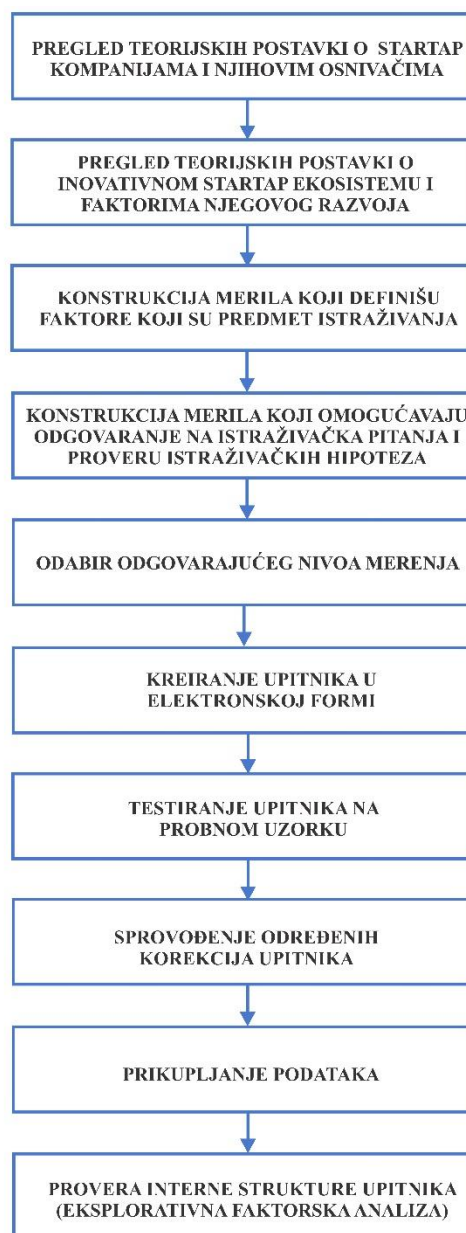 PREGLED TEORIJSKIH POSTAVKI O STARTAP
KOMPANIJAMA I NJIHOVIM OSNIVAČIMA
PREGLED TEORIJSKIH POSTAVKI O
INOVATIVNOM STARTAP EKOSISTEMU I
FAKTORIMA NJEGOVOG RAZVOJA
KONSTRUKCIJA MERILA KOJI DEFINIŠU
FAKTORE KOJI SU PREDMET ISTRAŽIVANJA
KONSTRUKCIJA MERILA KOJI OMOGUĆAVAJU
ODGOVARANJE NA ISTRAŽIVAČKA PITANJA I
PROVERU ISTRAŽIVAČKIH HIPOTEZA
ODABIR ODGOVARAJUĆEG NIVOA MERENJA
KREIRANJE UPITNIKA U
ELEKTRONSKOJ FORMI
TESTIRANJE UPITNIKA NA
PROBNOM UZORKU
SPROVOĐENJE ODREĐENIH
KOREKCIJA UPITNIKA
PRIKUPLJANJE PODATAKA
PROVERA INTERNE STRUKTURE UPITNIKA
(EKSPLORATIVNA FAKTORSKA ANALIZA)